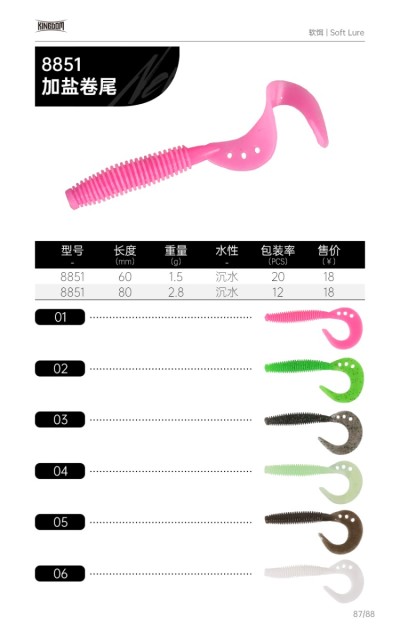 KINGDOM
软饵 | Soft Lure
8851
加盐卷尾
型号 长度 重量 水性 包装率 售价
- (mm) (g) - (PCS) (￥)
8851 60 1.5 沉水 20 18
8851 80 2.8 沉水 12 18
01
02
03
04
05
06
87/88